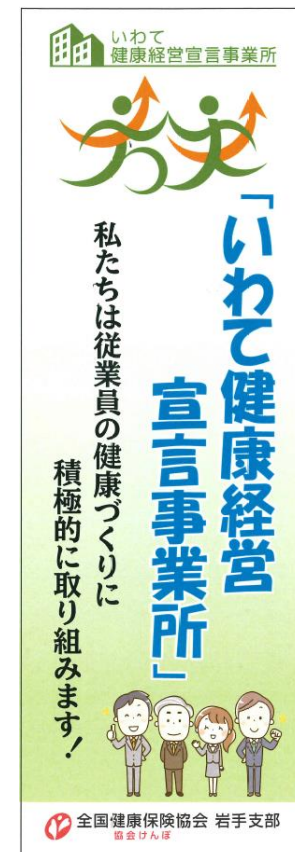 いわて
健康経営宣言事業所
「いわて健康経営
宣言事業所」
私たちは従業員の健康づくりに
積極的に取り組みます！
全国健康保険協会 岩手支部
協会けんぽ